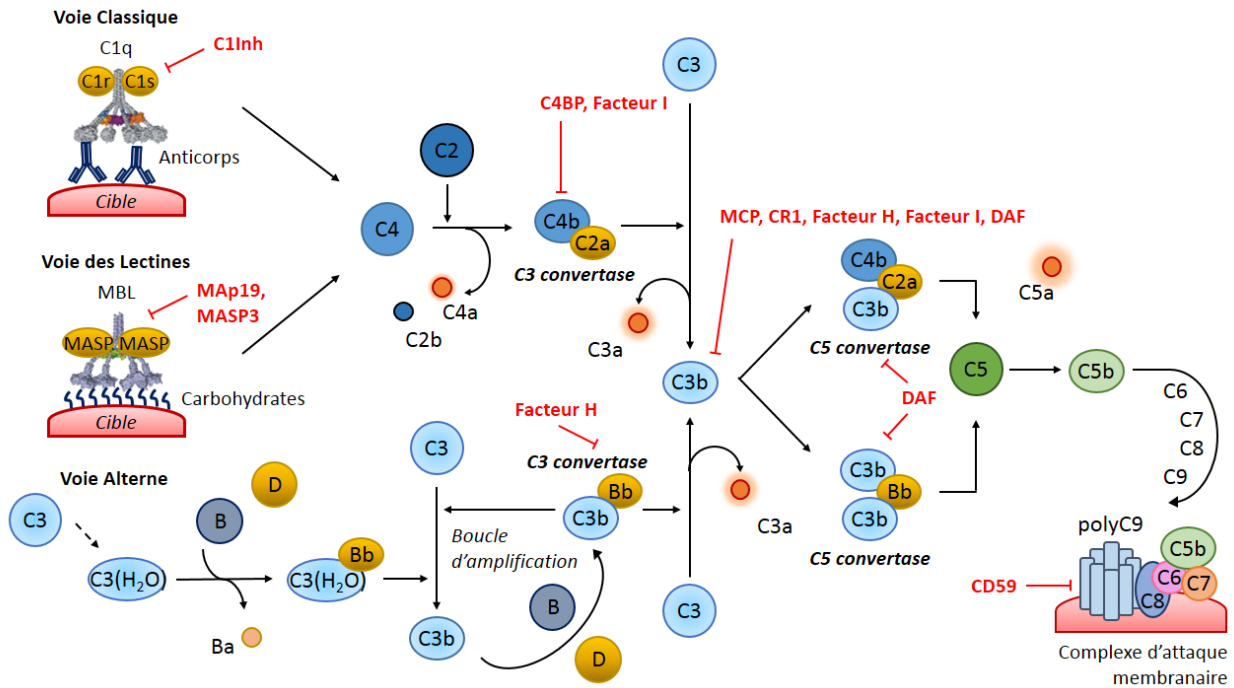 Voie Classique
C1q
C1Inh
C1r
C1s
Anticorps
Cible
Voie des Lectines
MBL
MAp19,
MASP3
MASP
MASP
Carbohydrates
Cible
C4
C2
C4a
C2b
C4BP, Facteur I
C4b
C2a
C3 convertase
C3
C3a
C3b
MCP, CR1, Facteur H, Facteur I, DAF
C4b
C2a
C3b
C5 convertase
C5a
DAF
C5
C5b
C6
C7
C8
C9
C3b
Bb
C3b
C5 convertase
Voie Alterne
C3
C3(H₂O)
B
D
Ba
C3(H₂O)
Bb
C3
C3b
Boucle
d’amplification
Facteur H
C3 convertase
Bb
C3b
B
D
C3a
C3
polyC9
C5b
C6
C7
C8
CD59
Complexe d’attaque
membranaire